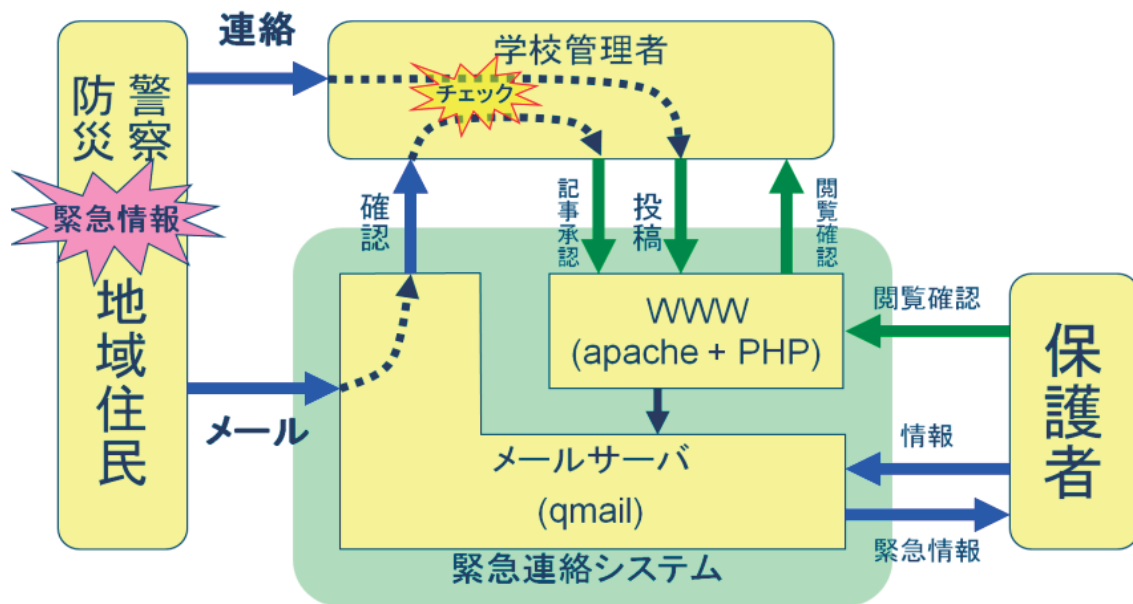 連絡
学校管理者
チェック
警察
防災
緊急情報
地域住民
メール
確認
記事承認
投稿
閲覧確認
WWW
(apache + PHP)
メールサーバ
(qmail)
緊急連絡システム
閲覧確認
情報
緊急情報
保護者